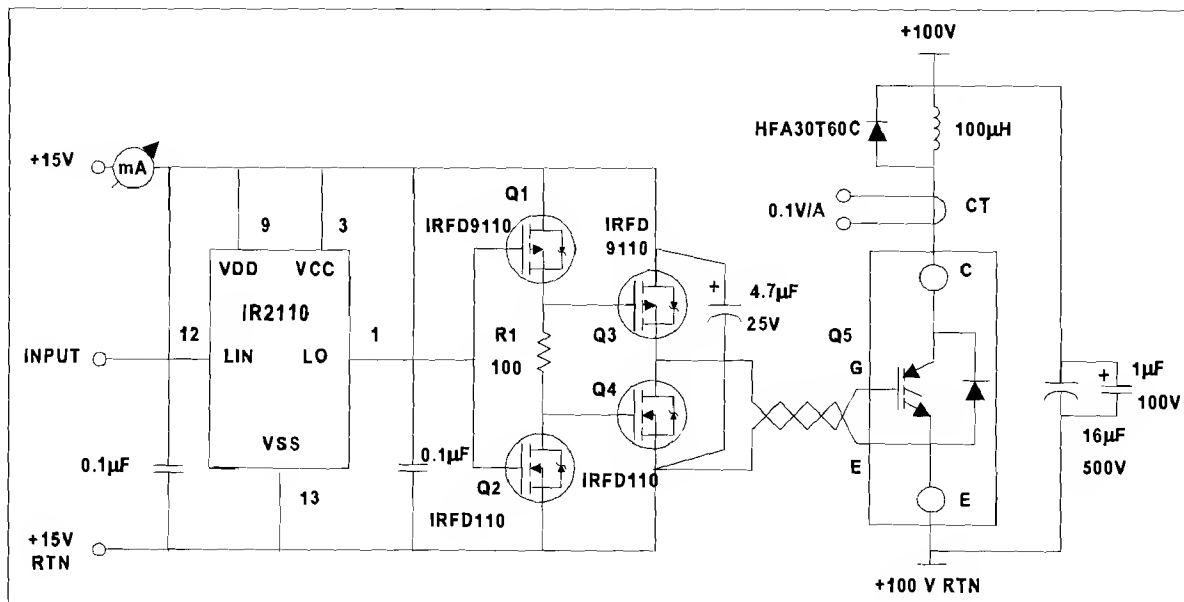 +100V
HFA30T60C
100µH
+15V
mA
0.1V/A
CT
9
3
Q1
IRFD9110
IRFD
9110
VDD
VCC
IR2110
C
+
4.7µF
25V
12
1
R1
100
Q3
Q5
INPUT
LIN
LO
G
Q4
+
1µF
100V
VSS
0.1µF
0.1µF
16µF
500V
13
Q2
IRFD110
E
E
IRFD110
+15V
RTN
+100 V RTN